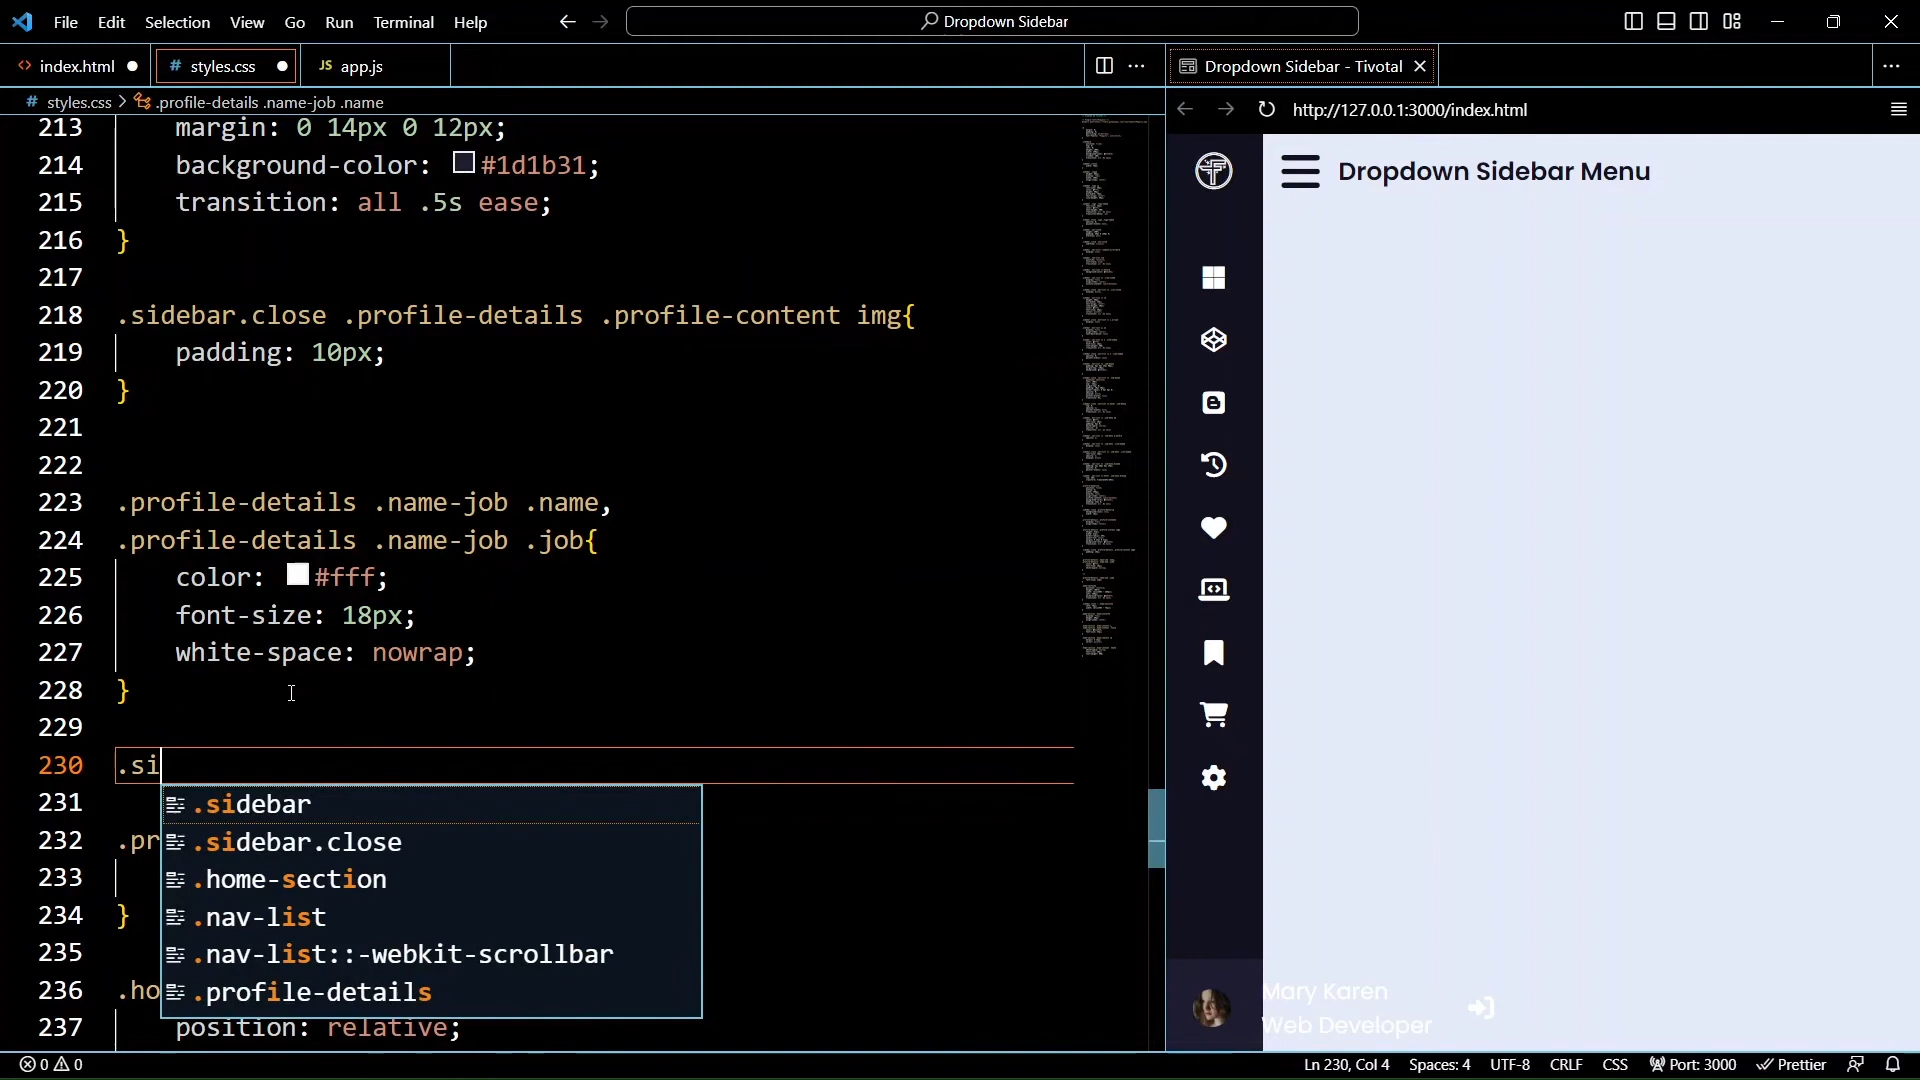 File Edit Selection View Go Run Terminal Help
Dropdown Sidebar
index.html
# styles.css
JS app.js
Dropdown Sidebar - Tivotal
# styles.css > .profile-details .name-job .name
http://127.0.0.1:3000/index.html
213 margin: 0 14px 0 12px;
214 background-color: #1d1b31;
215 transition: all .5s ease;
216 }
217
218 .sidebar.close .profile-details .profile-content img{
219 padding: 10px;
220 }
221
222
223 .profile-details .name-job .name,
224 .profile-details .name-job .job{
225 color: #fff;
226 font-size: 18px;
227 white-space: nowrap;
228 }
229
230 .si
231
232 .pr
233
234 }
235
236 .ho
237 position: relative;
.sidebar
.sidebar.close
.home-section
.nav-list
.nav-list::-webkit-scrollbar
.profile-details
Dropdown Sidebar Menu
Mary Karen
Web Developer
0 0
Ln 230, Col 4 Spaces: 4 UTF-8 CRLF CSS Port: 3000 Prettier